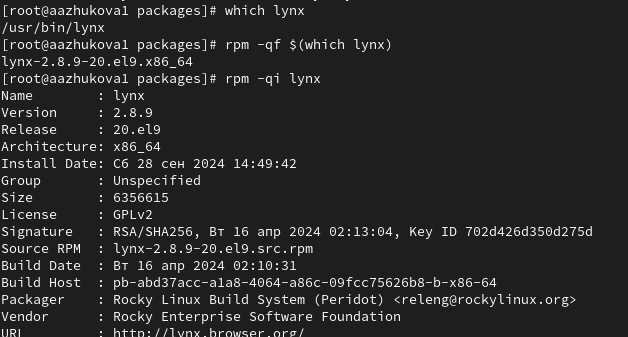 [root@aazhukova1 packages]# which lynx
/usr/bin/lynx
[root@aazhukova1 packages]# rpm -qf $(which lynx)
lynx-2.8.9-20.el9.x86_64
[root@aazhukova1 packages]# rpm -qi lynx
Name        : lynx
Version     : 2.8.9
Release     : 20.el9
Architecture: x86_64
Install Date: Сб 28 сен 2024 14:49:42
Group       : Unspecified
Size        : 6356615
License     : GPLv2
Signature   : RSA/SHA256, Вт 16 апр 2024 02:13:04, Key ID 702d426d350d275d
Source RPM  : lynx-2.8.9-20.el9.src.rpm
Build Date  : Вт 16 апр 2024 02:10:31
Build Host  : pb-abd37acc-a1a8-4064-a86c-09fcc75626b8-b-x86-64
Packager    : Rocky Linux Build System (Peridot) <releng@rockylinux.org>
Vendor      : Rocky Enterprise Software Foundation
URL         : http://lynx.browser.org/